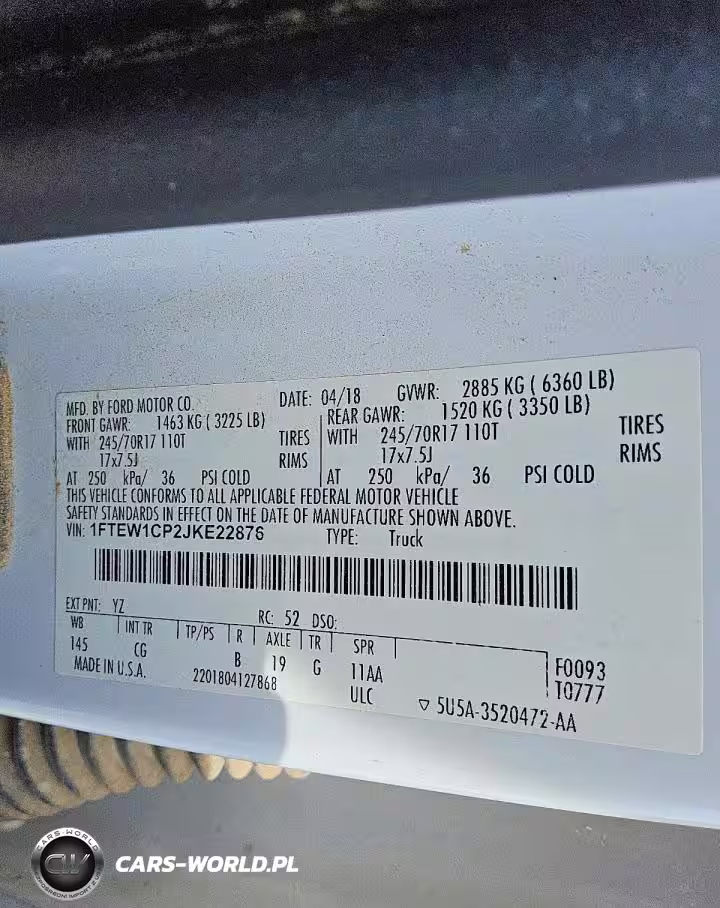 MFD. BY FORD MOTOR CO. DATE: 04/18 GVWR: 2885 KG ( 6360 LB)
FRONT GAWR: 1463 KG ( 3225 LB) REAR GAWR: 1520 KG ( 3350 LB)
WITH 245/70R17 110T TIRES WITH 245/70R17 110T TIRES
17x7.5J RIMS 17x7.5J RIMS
AT 250 kPa/ 36 PSI COLD AT 250 kPa/ 36 PSI COLD
THIS VEHICLE CONFORMS TO ALL APPLICABLE FEDERAL MOTOR VEHICLE
SAFETY STANDARDS IN EFFECT ON THE DATE OF MANUFACTURE SHOWN ABOVE.
VIN: 1FTEW1CP2JKE22876 TYPE: Truck
EXT PNT: YZ RC: 52 DSO:
WB INT TR TP/PS R AXLE TR SPR
145 CG B 19 G 11AA F0093
MADE IN U.S.A. 2201804127868 ULC T0777
▽ 5U5A-3520472-AA
CARS-WORLD
CARS-WORLD.PL